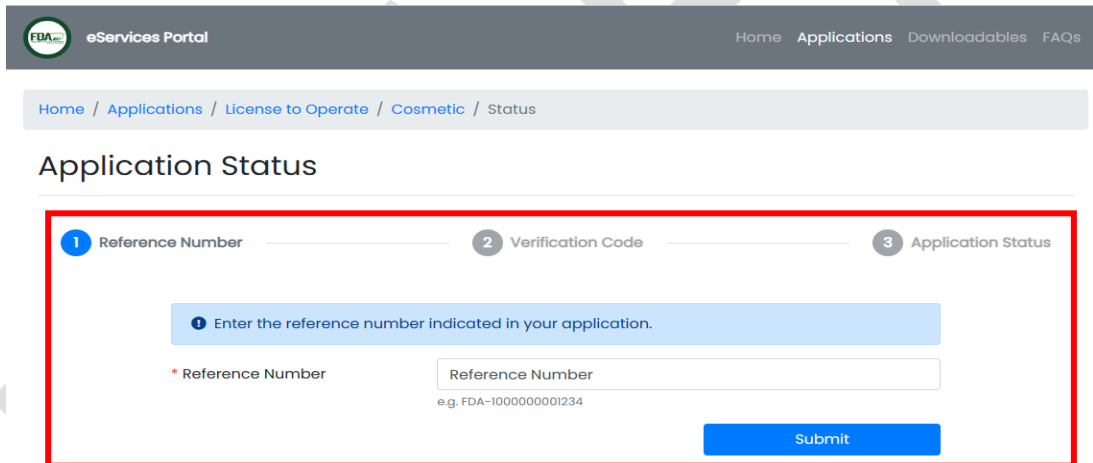 FDA
eServices Portal
Home Applications Downloadables FAQs
Home / Applications / License to Operate / Cosmetic / Status
Application Status
1 Reference Number
2 Verification Code
3 Application Status
Enter the reference number indicated in your application.
* Reference Number
Reference Number
e.g. FDA-1000000001234
Submit